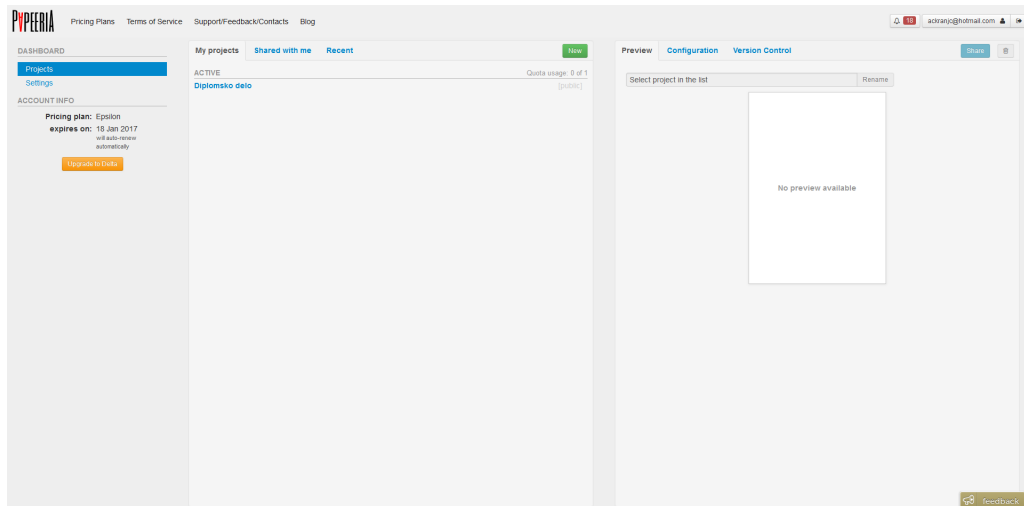 PAPEERIA Pricing Plans Terms of Service Support/Feedback/Contacts Blog 18 ackranjc@hotmail.com
DASHBOARD
Projects
Settings
ACCOUNT INFO
Pricing plan: Epsilon
expires on: 18 Jan 2017
will auto-renew
automatically
Upgrade to Delta
My projects Shared with me Recent New
ACTIVE Quota usage: 0 of 1
Diplomsko delo [public]
Preview Configuration Version Control Share
Select project in the list Rename
No preview available
feedback